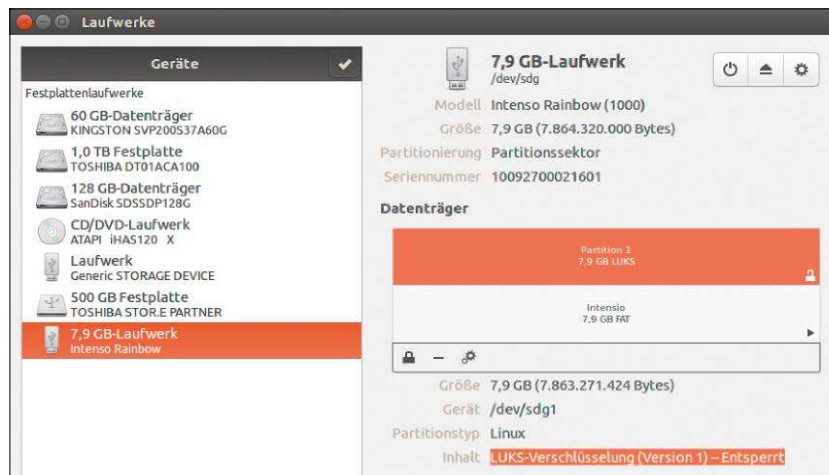 Laufwerke
Geräte
Festplattenlaufwerke
60 GB-Datenträger
KINGSTON SVP200S37A60G
1,0 TB Festplatte
TOSHIBA DT01ACA100
128 GB-Datenträger
SanDisk SDSSDP128G
CD/DVD-Laufwerk
ATAPI iHAS120 X
Laufwerk
Generic STORAGE DEVICE
500 GB Festplatte
TOSHIBA STOR.E PARTNER
7,9 GB-Laufwerk
Intenso Rainbow
7,9 GB-Laufwerk
/dev/sdg
Modell Intenso Rainbow (1000)
Größe 7,9 GB (7.864.320.000 Bytes)
Partitionierung Partitionssektor
Seriennummer 10092700021601
Datenträger
Partition 1
7,9 GB LUKS
Intensio
7,9 GB FAT
Größe 7,9 GB (7.863.271.424 Bytes)
Gerät /dev/sdg1
Partitionstyp Linux
Inhalt LUKS-Verschlüsselung (Version 1) – Entsperrt